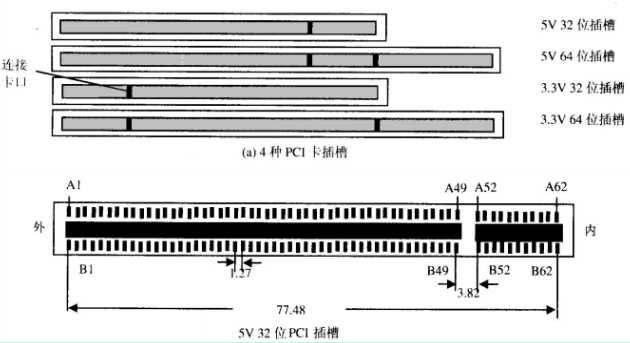 5V 32 位插槽
5V 64 位插槽
连接
卡口
3.3V 32 位插槽
3.3V 64 位插槽
(a) 4 种 PCI 卡插槽
A1 A49 A52 A62
外 内
B1 1.27 B49 B52 B62
3.82
77.48
5V 32 位 PCI 插槽